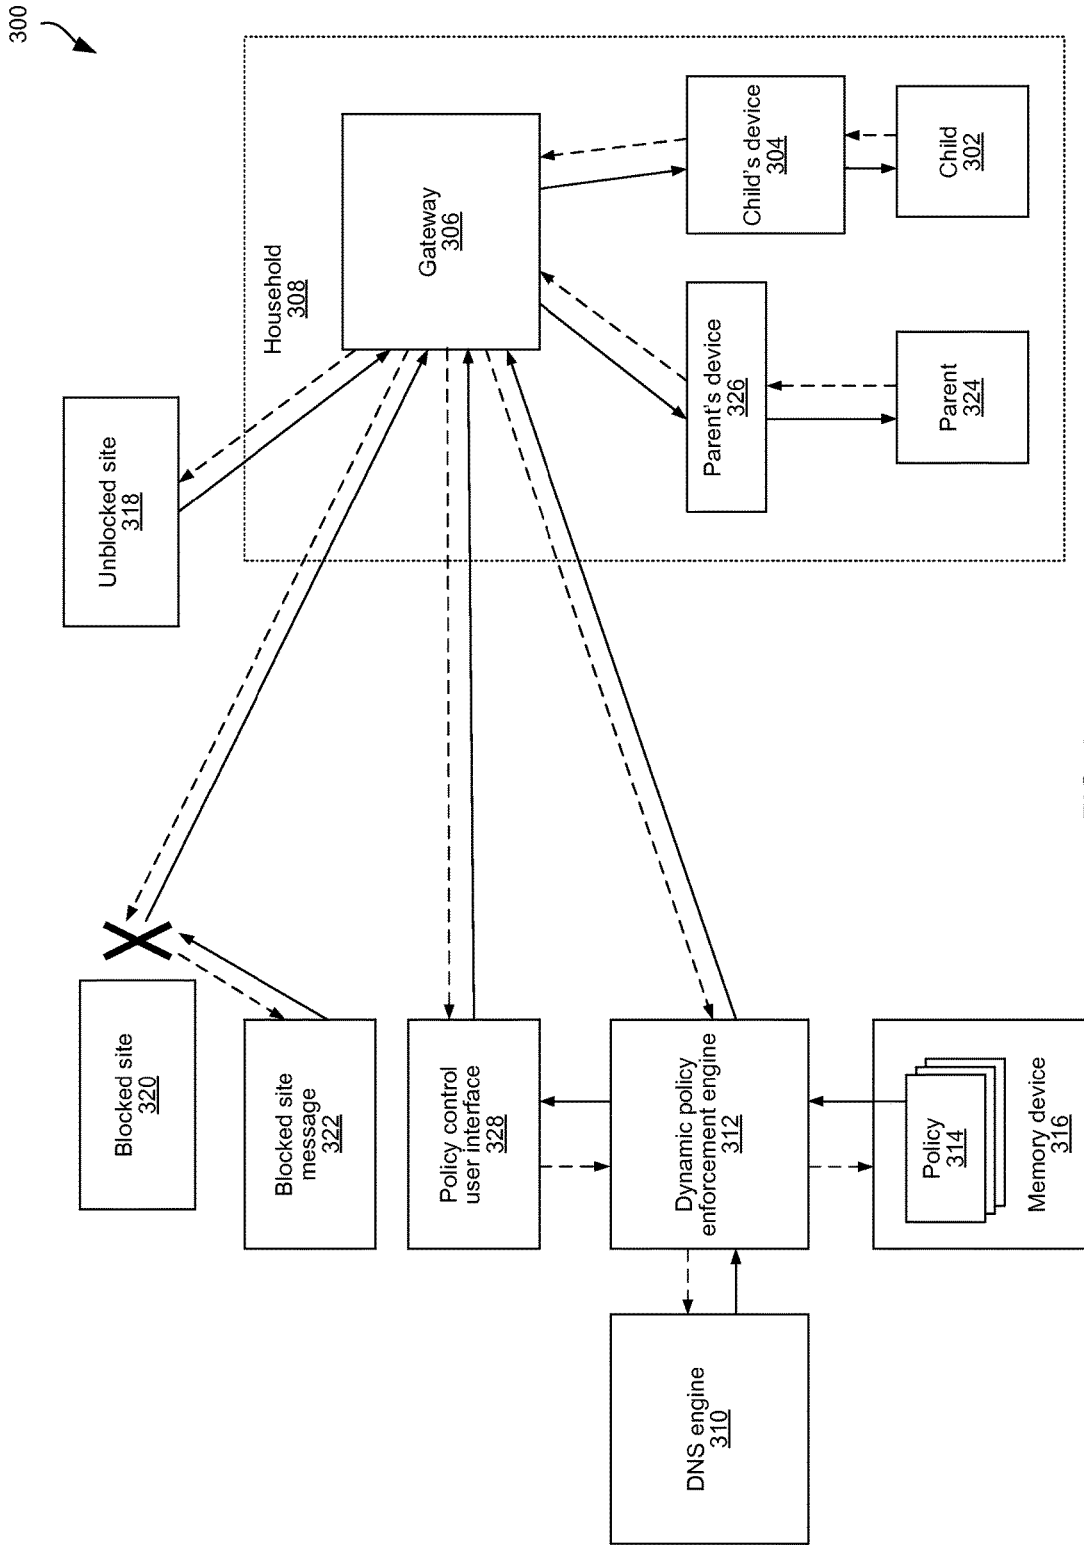 300
Unblocked site
318
Household
308
Gateway
306
Child's device
304
Child
302
Parent's device
326
Parent
324
Blocked site
320
Blocked site
message
322
Policy control
user interface
328
Dynamic policy
enforcement engine
312
Policy
314
Memory device
316
DNS engine
310